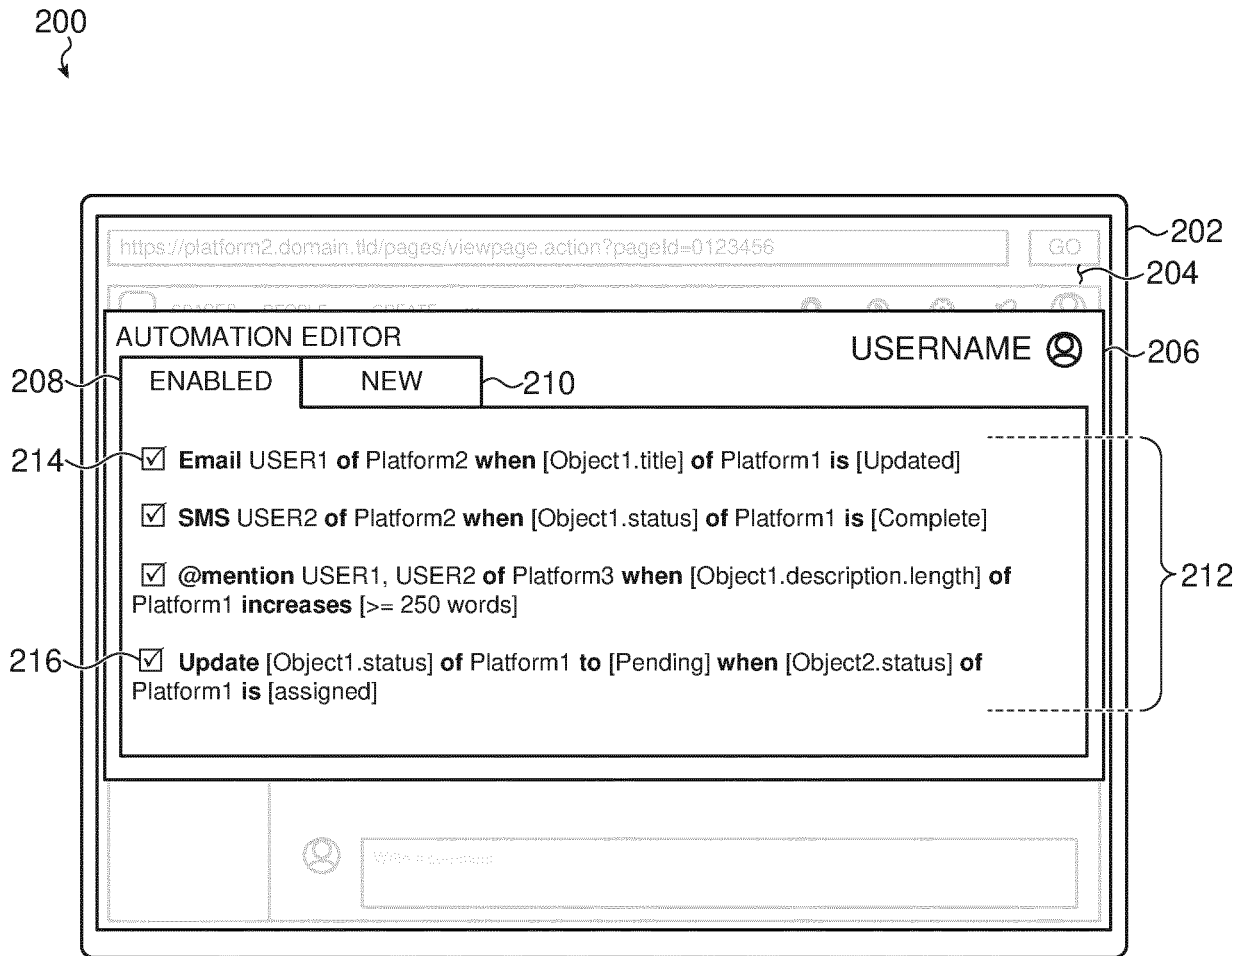 200
https://platform2.domain.tld/pages/viewpage.action?pageId=0123456
GO
202
204
AUTOMATION EDITOR
USERNAME
206
208
ENABLED
NEW
210
214
Email USER1 of Platform2 when [Object1.title] of Platform1 is [Updated]
SMS USER2 of Platform2 when [Object1.status] of Platform1 is [Complete]
@mention USER1, USER2 of Platform3 when [Object1.description.length] of
Platform1 increases [>= 250 words]
212
216
Update [Object1.status] of Platform1 to [Pending] when [Object2.status] of
Platform1 is [assigned]
Write a comment